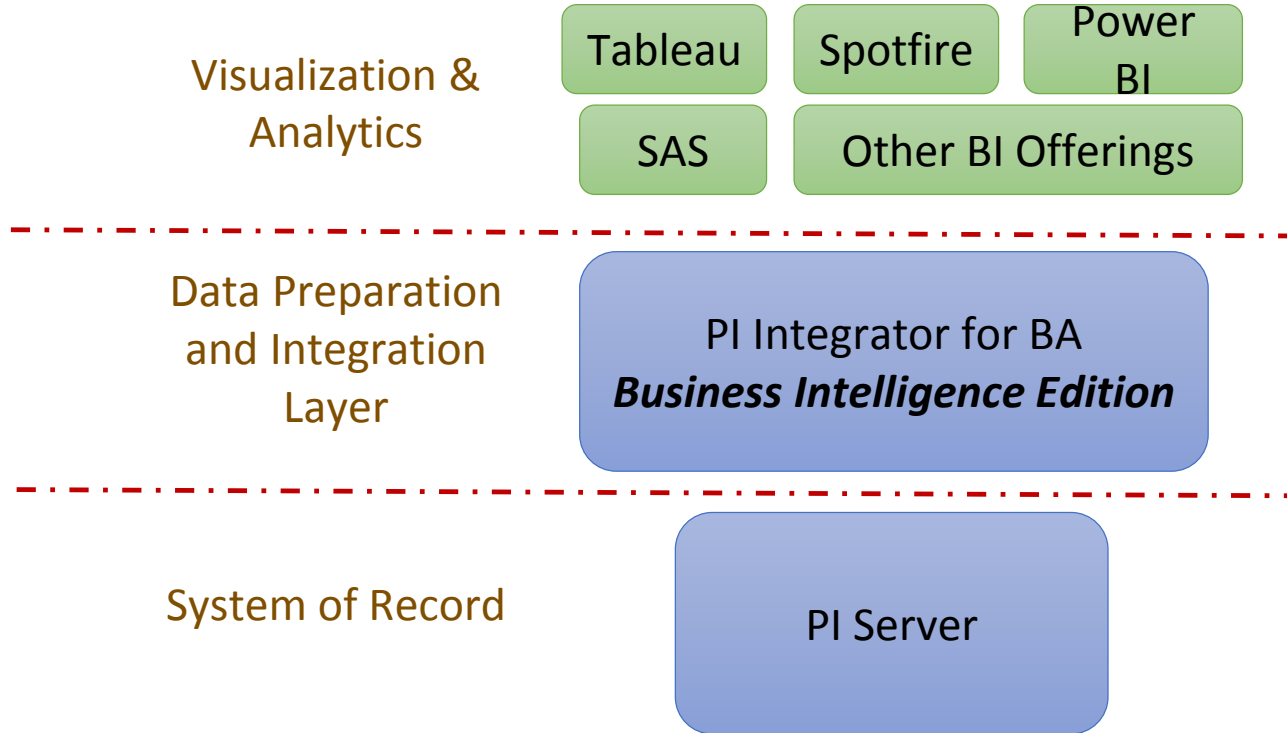 Visualization &
Analytics
Tableau
Spotfire
Power
BI
SAS
Other BI Offerings
Data Preparation
and Integration
Layer
PI Integrator for BA
Business Intelligence Edition
System of Record
PI Server